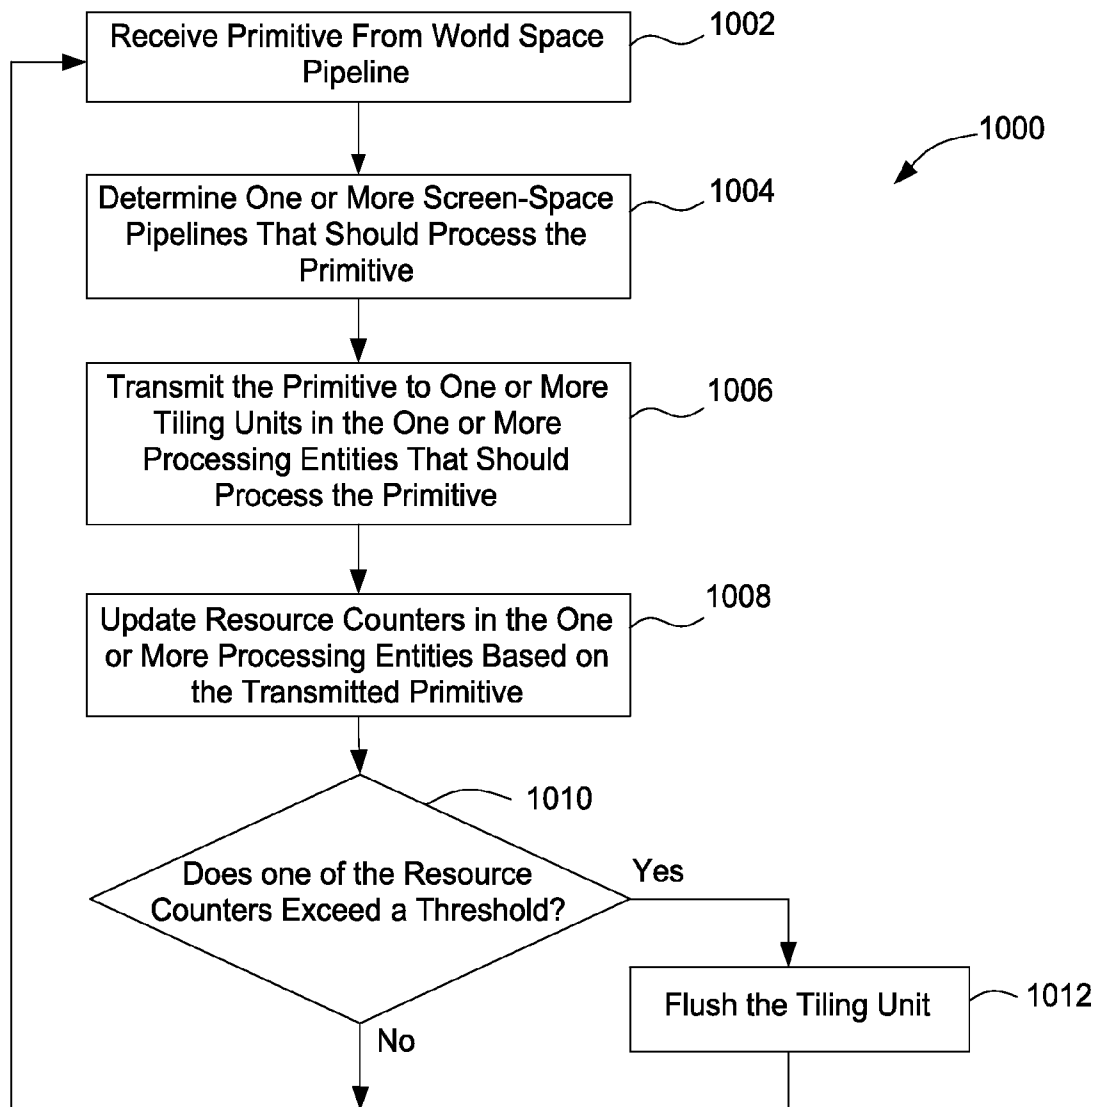 Receive Primitive From World Space
Pipeline
1002
1000
Determine One or More Screen-Space
Pipelines That Should Process the
Primitive
1004
Transmit the Primitive to One or More
Tiling Units in the One or More
Processing Entities That Should
Process the Primitive
1006
Update Resource Counters in the One
or More Processing Entities Based on
the Transmitted Primitive
1008
1010
Does one of the Resource
Counters Exceed a Threshold?
Yes
Flush the Tiling Unit
1012
No